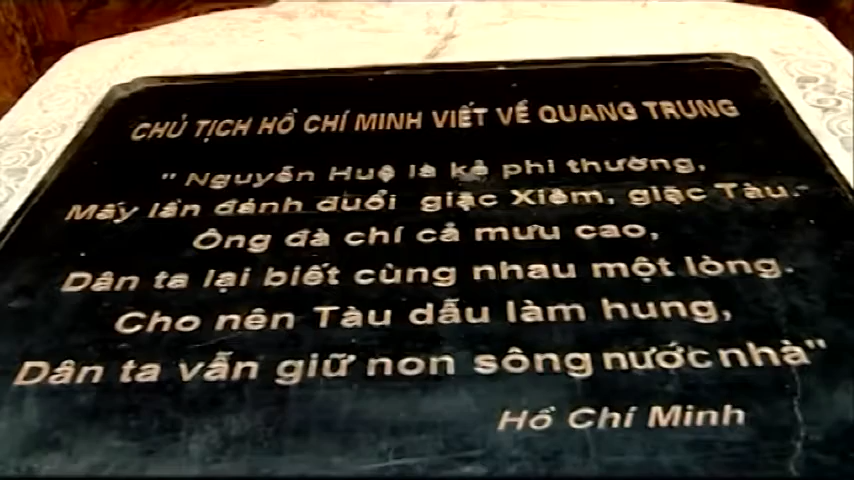 CHỦ TỊCH HỒ CHÍ MINH VIẾT VỀ QUANG TRUNG
"Nguyễn Huệ là kẻ phi thường,
Mấy lần đánh đuổi giặc Xiêm, giặc Tàu.
Ông đà chí cả mưu cao,
Dân ta lại biết cùng nhau một lòng.
Cho nên Tàu dẫu làm hung,
Dân ta vẫn giữ non sông nước nhà"
Hồ Chí Minh